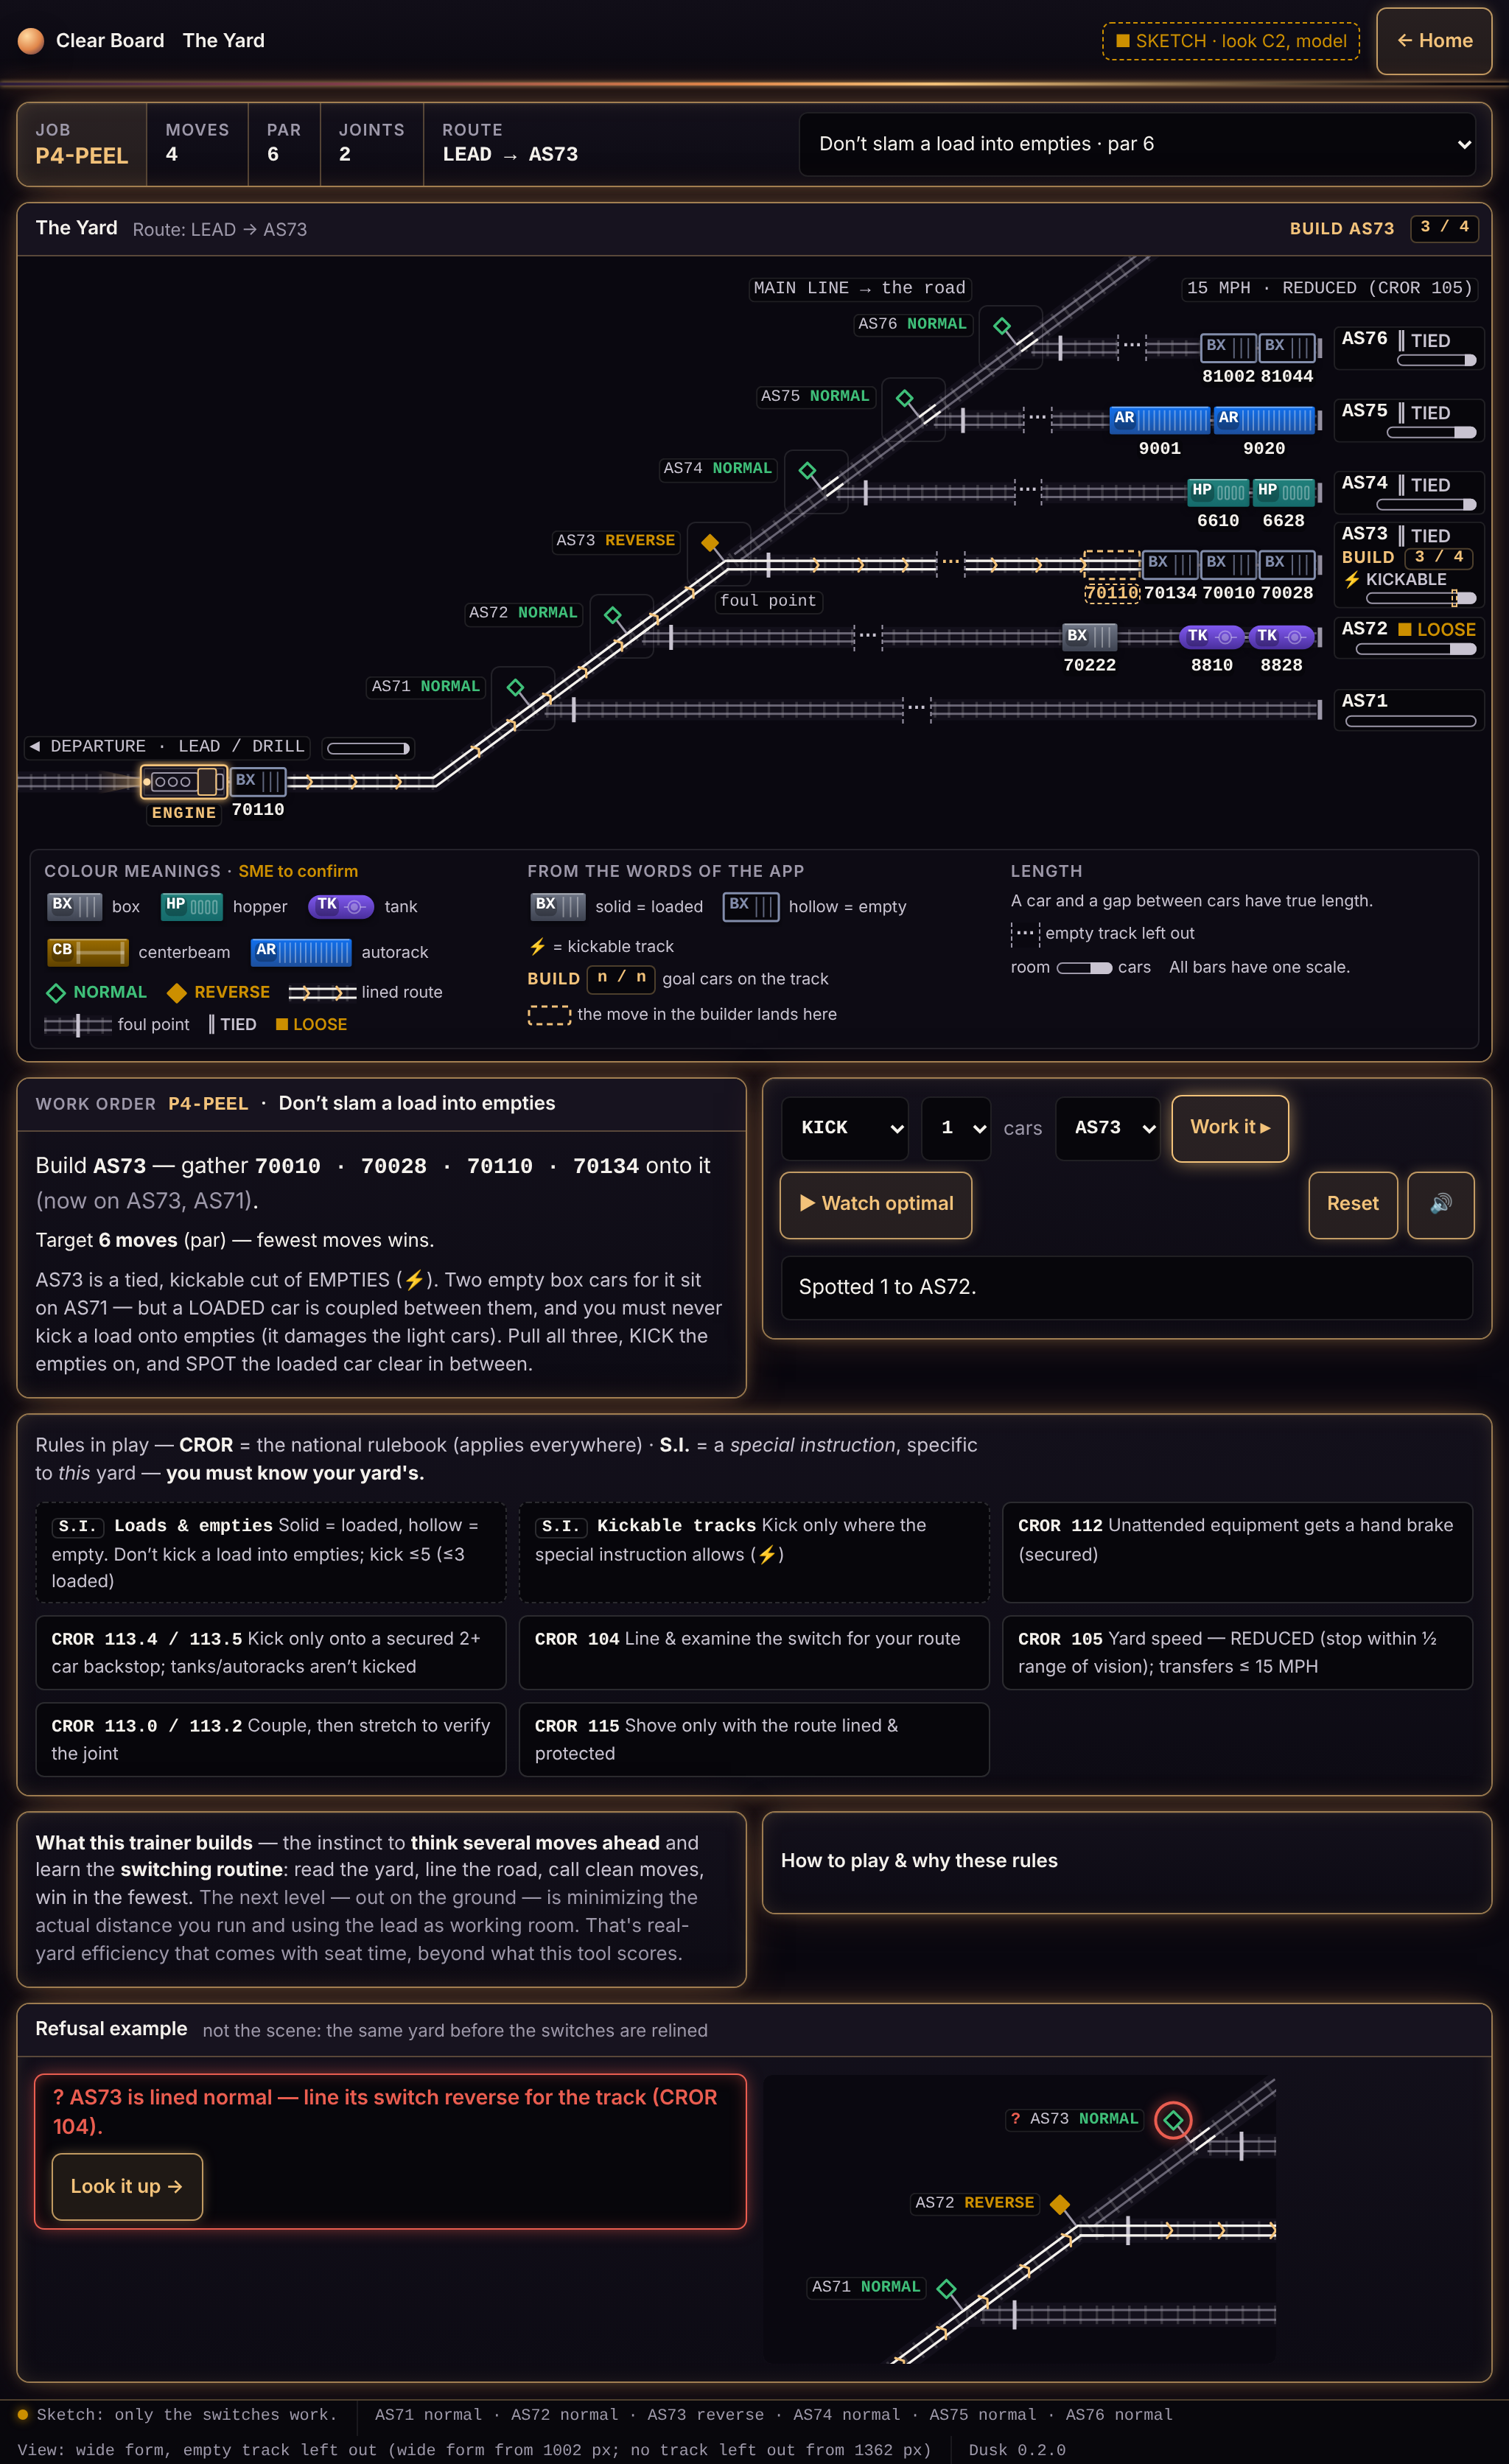 Clear Board The Yard
■ SKETCH · look C2, model
← Home
JOB
P4-PEEL
MOVES
4
PAR
6
JOINTS
2
ROUTE
LEAD → AS73
Don’t slam a load into empties · par 6
The Yard Route: LEAD → AS73
BUILD AS73 3 / 4
MAIN LINE → the road
15 MPH · REDUCED (CROR 105)
AS76 NORMAL
BX BX
81002 81044
AS76 TIED
AS75 NORMAL
AR AR
9001 9020
AS75 TIED
AS74 NORMAL
HP HP
6610 6628
AS74 TIED
AS73 REVERSE
foul point
BX BX BX
70110 70134 70010 70028
AS73 TIED
BUILD 3 / 4
⚡ KICKABLE
AS72 NORMAL
BX TK TK
70222 8810 8828
AS72 ■ LOOSE
AS71 NORMAL
AS71
◀ DEPARTURE · LEAD / DRILL
BX
ENGINE 70110
COLOUR MEANINGS · SME to confirm
BX box HP hopper TK tank
CB centerbeam AR autorack
NORMAL REVERSE lined route
foul point TIED ■ LOOSE
FROM THE WORDS OF THE APP
BX solid = loaded BX hollow = empty
⚡ = kickable track
BUILD n / n goal cars on the track
the move in the builder lands here
LENGTH
A car and a gap between cars have true length.
··· empty track left out
room cars All bars have one scale.
WORK ORDER P4-PEEL · Don’t slam a load into empties
Build AS73 — gather 70010 · 70028 · 70110 · 70134 onto it
(now on AS73, AS71).
Target 6 moves (par) — fewest moves wins.
AS73 is a tied, kickable cut of EMPTIES (⚡). Two empty box cars for it sit
on AS71 — but a LOADED car is coupled between them, and you must never
kick a load onto empties (it damages the light cars). Pull all three, KICK the
empties on, and SPOT the loaded car clear in between.
KICK 1 cars AS73 Work it ▸
▶ Watch optimal
Reset 🔊
Spotted 1 to AS72.
Rules in play — CROR = the national rulebook (applies everywhere) · S.I. = a special instruction, specific
to this yard — you must know your yard's.
S.I. Loads & empties Solid = loaded, hollow =
empty. Don’t kick a load into empties; kick ≤5 (≤3
loaded)
S.I. Kickable tracks Kick only where the
special instruction allows (⚡)
CROR 112 Unattended equipment gets a hand brake
(secured)
CROR 113.4 / 113.5 Kick only onto a secured 2+
car backstop; tanks/autoracks aren’t kicked
CROR 104 Line & examine the switch for your route
CROR 105 Yard speed — REDUCED (stop within ½
range of vision); transfers ≤ 15 MPH
CROR 113.0 / 113.2 Couple, then stretch to verify
the joint
CROR 115 Shove only with the route lined &
protected
What this trainer builds — the instinct to think several moves ahead and
learn the switching routine: read the yard, line the road, call clean moves,
win in the fewest. The next level — out on the ground — is minimizing the
actual distance you run and using the lead as working room. That's real-
yard efficiency that comes with seat time, beyond what this tool scores.
How to play & why these rules
Refusal example not the scene: the same yard before the switches are relined
? AS73 is lined normal — line its switch reverse for the track (CROR
104).
Look it up →
? AS73 NORMAL
AS72 REVERSE
AS71 NORMAL
Sketch: only the switches work.
AS71 normal · AS72 normal · AS73 reverse · AS74 normal · AS75 normal · AS76 normal
View: wide form, empty track left out (wide form from 1002 px; no track left out from 1362 px)
Dusk 0.2.0